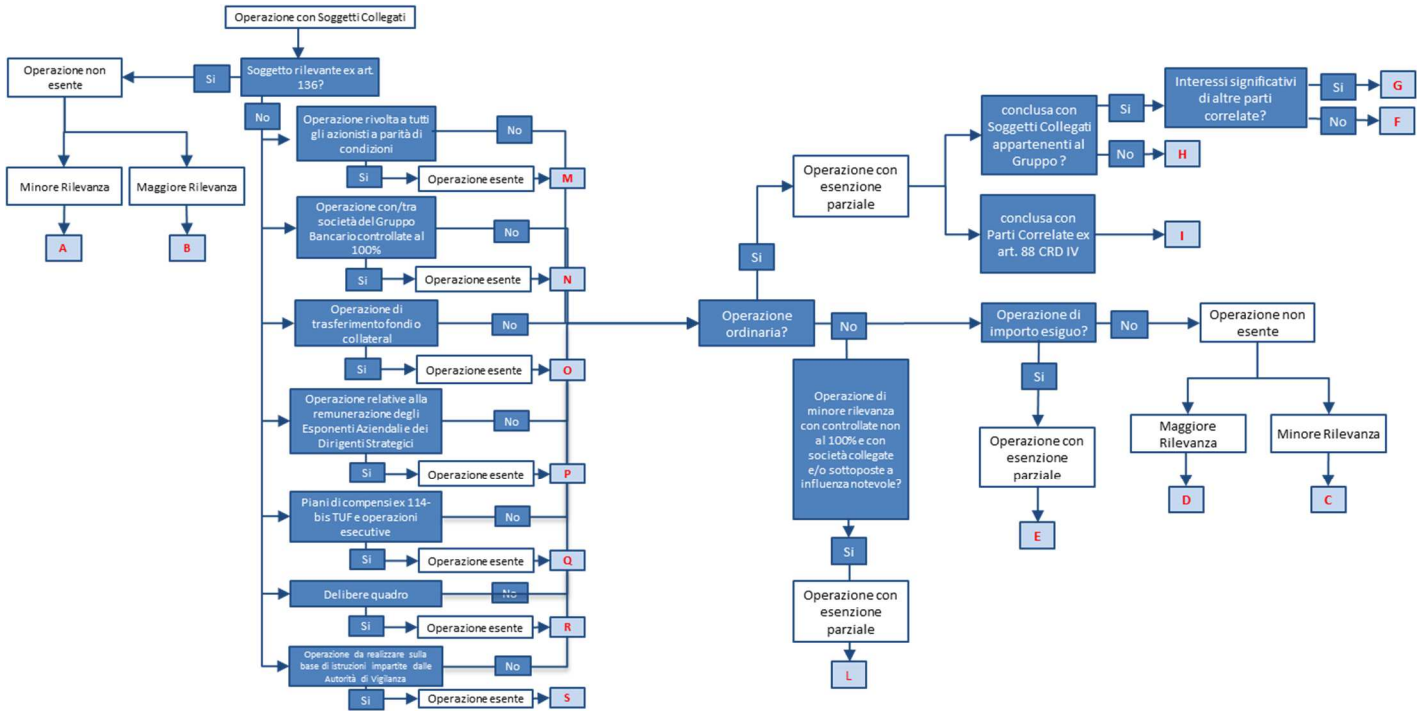 Operazione con Soggetti Collegati
Operazione non
esente
Si
Soggetto rilevante ex art.
136?
No
Minore Rilevanza
Maggiore Rilevanza
A
B
Operazione rivolta a tutti
gli azionisti a parità di
condizioni
No
Si
Operazione esente
M
Operazione con/tra
società del Gruppo
Bancario controllate al
100%
No
Si
Operazione esente
N
Operazione di
trasferimento fondi o
collateral
No
Si
Operazione esente
O
Operazione relative alla
remunerazione degli
Esponenti Aziendali e dei
Dirigenti Strategici
No
Si
Operazione esente
P
Piani di compensi ex 114-
bis TUF e operazioni
esecutive
No
Si
Operazione esente
Q
Delibere quadro
No
Si
Operazione esente
R
Operazione da realizzare sulla
base di istruzioni impartite dalle
Autorità di Vigilanza
No
Si
Operazione esente
S
Operazione
ordinaria?
Si
Operazione con
esenzione
parziale
conclusa con
Soggetti Collegati
appartenenti al
Gruppo ?
Si
Interessi significativi
di altre parti
correlate?
Si
G
No
F
No
H
conclusa con
Parti Correlate ex
art. 88 CRD IV
I
No
Operazione di
importo esiguo?
No
Operazione non
esente
Si
Operazione con
esenzione
parziale
E
Maggiore
Rilevanza
Minore Rilevanza
D
C
Operazione di
minore rilevanza
con controllate non
al 100% e con
società collegate
e/o sottoposte a
influenza notevole?
Si
Operazione con
esenzione
parziale
L